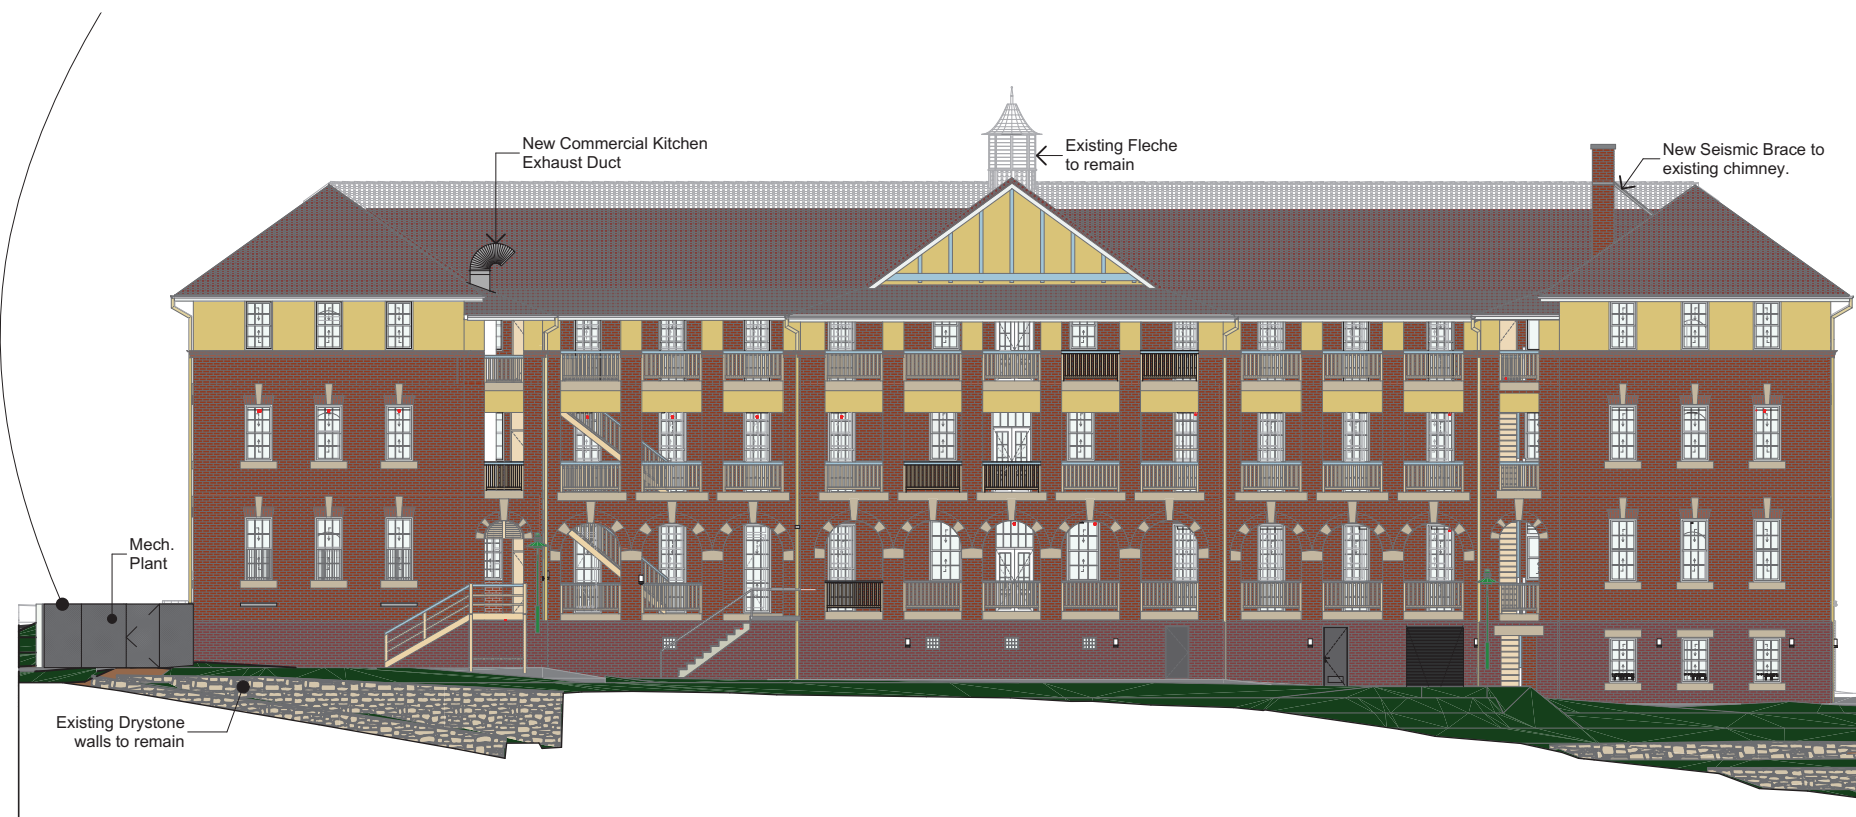 New Commercial Kitchen
Exhaust Duct
Existing Fleche
to remain
New Seismic Brace to
existing chimney.
Mech.
Plant
Existing Drystone
walls to remain